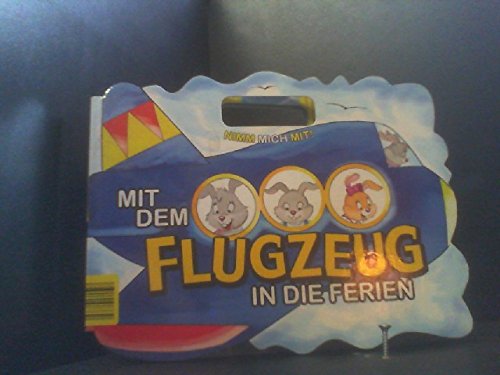 NIMM MICH MIT!
MIT
DEM
FLUGZEUG
IN DIE FERIEN